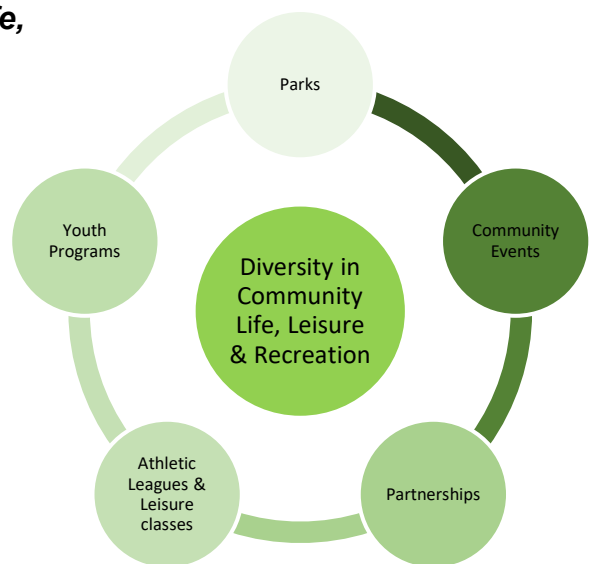 Parks
Community
Events
Partnerships
Athletic
Leagues &
Leisure
classes
Youth
Programs
Diversity in
Community
Life, Leisure
& Recreation